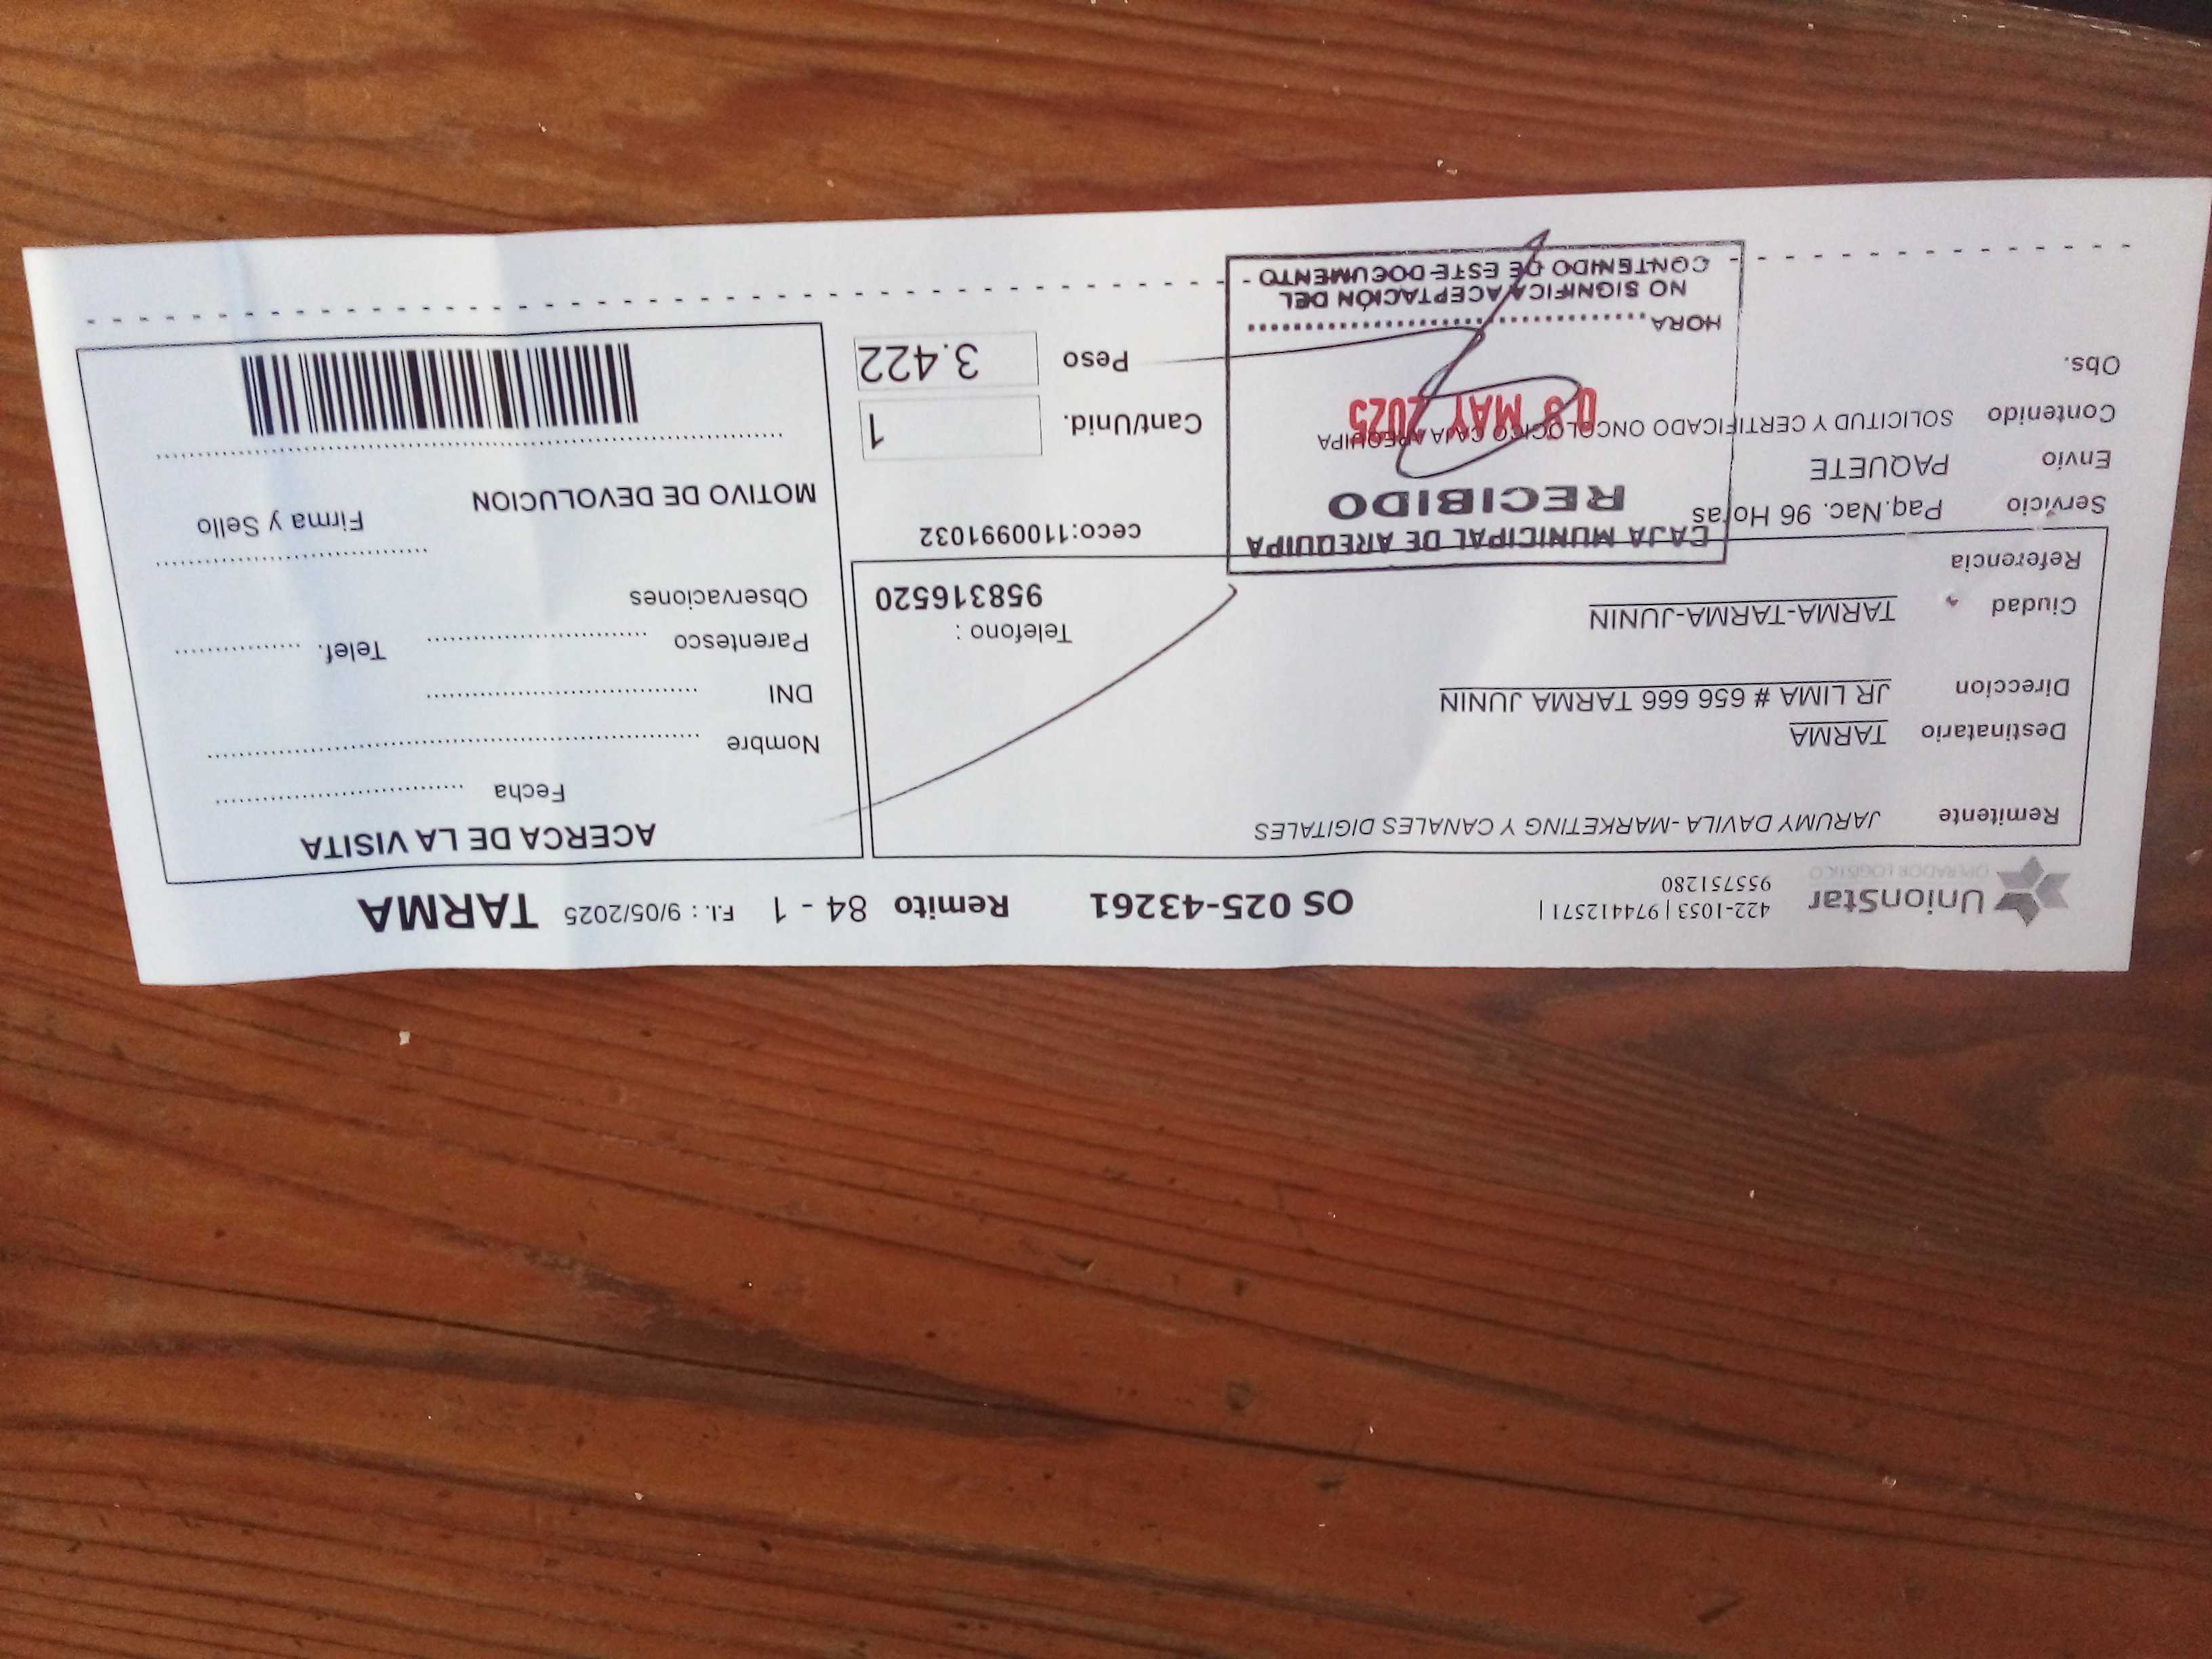 UnionStar
OPERADOR LOGISTICO
422-1053 | 974412571 |
955751280
OS 025-43261
Remito 84 - 1 F.I. : 9/05/2025 TARMA
Remitente JARUMY DAVILA - MARKETING Y CANALES DIGITALES
Destinatario TARMA
Direccion JR LIMA # 656 666 TARMA JUNIN
Ciudad TARMA-TARMA-JUNIN
Referencia
Telefono :
958316520
Servicio Paq.Nac. 96 Horas
Envío PAQUETE
Contenido SOLICITUD Y CERTIFICADO ONCOLOGICO CAJA AREQUIPA
Obs.
ceco:1100991032
Cant/Unid. 1
Peso 3.422
CAJA MUNICIPAL DE AREQUIPA
RECIBIDO
MAY 2025
HORA
NO SIGNIFICA ACEPTACIÓN DEL
CONTENIDO DE ESTE DOCUMENTO
ACERCA DE LA VISITA
Fecha
Nombre
DNI
Parentesco Telef.
Observaciones
Firma y Sello
MOTIVO DE DEVOLUCION